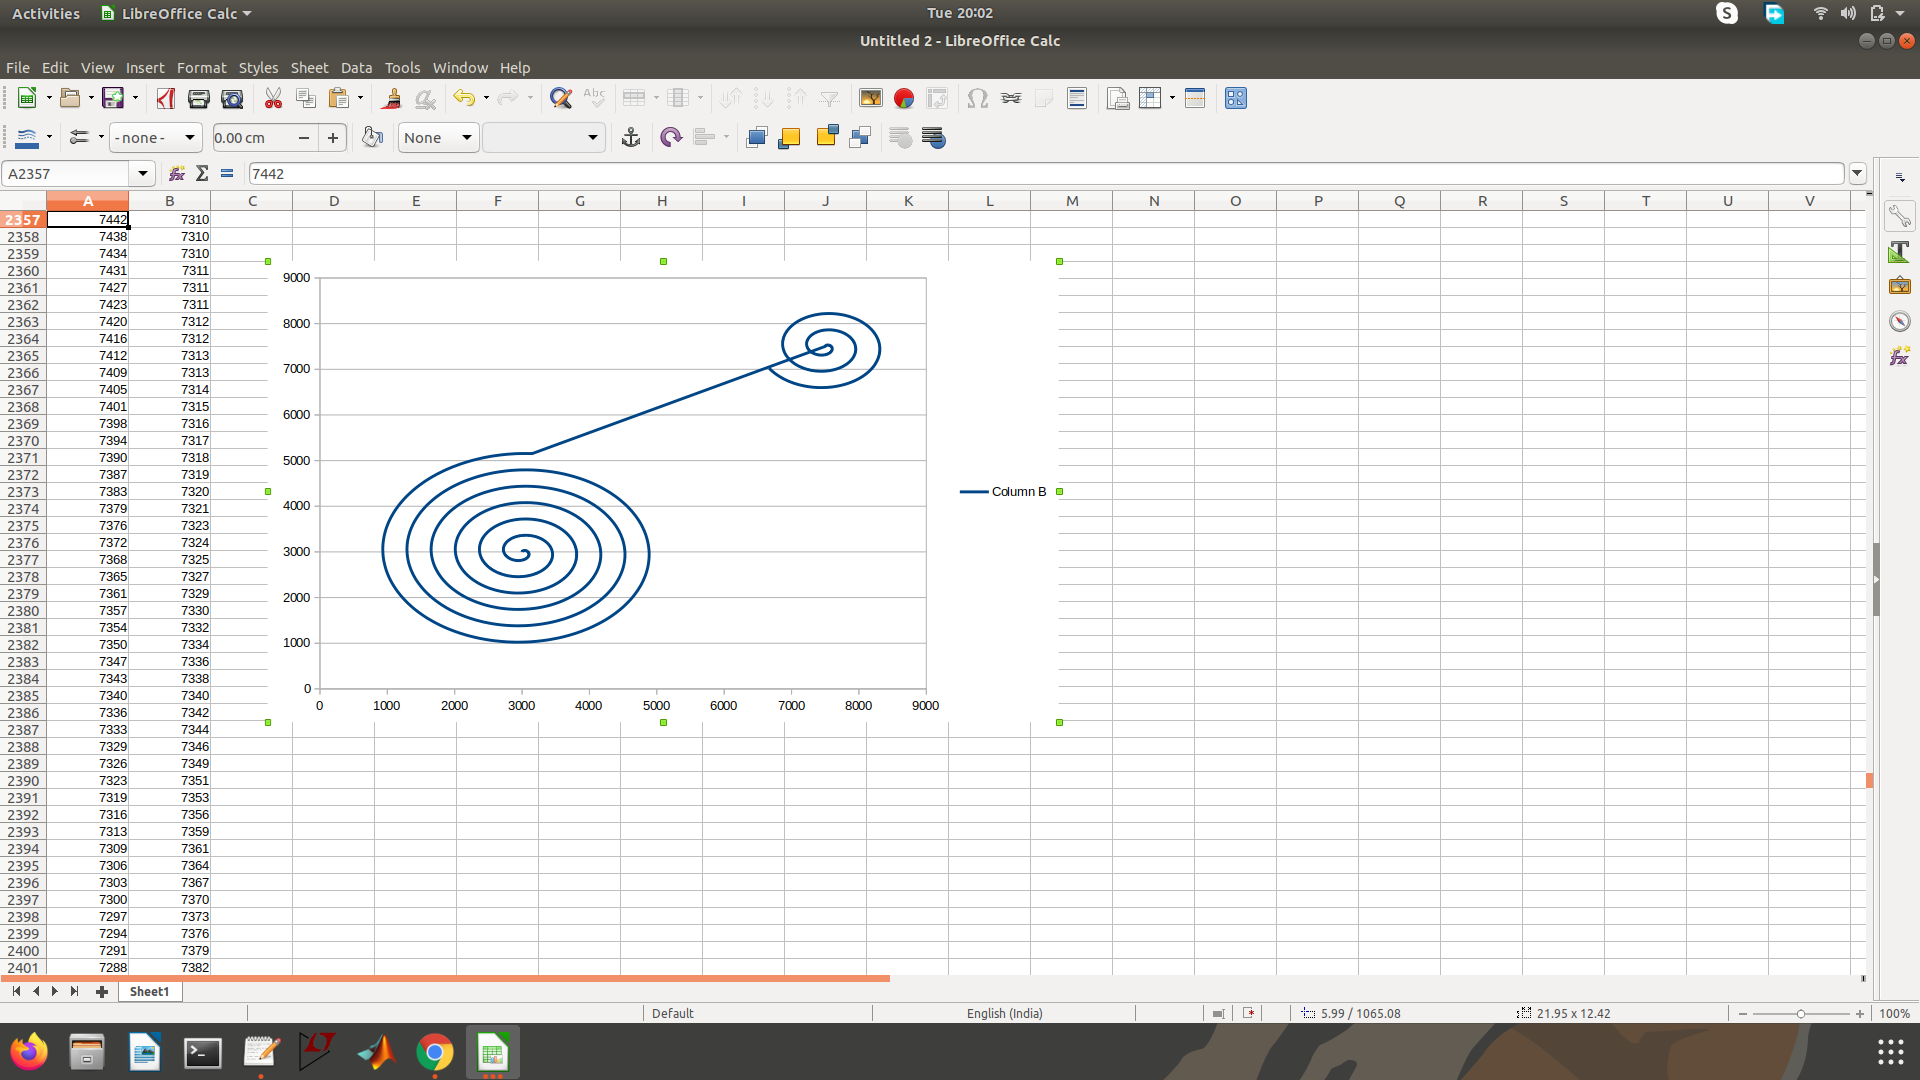 Activities LibreOffice Calc Tue 20:02
Untitled 2 - LibreOffice Calc
File Edit View Insert Format Styles Sheet Data Tools Window Help
- none - 0.00 cm None
A2357 7442
A B C D E F G H I J K L M N O P Q R S T U V
2357 7442 7310
2358 7438 7310
2359 7434 7310
2360 7431 7311
2361 7427 7311
2362 7423 7311
2363 7420 7312
2364 7416 7312
2365 7412 7313
2366 7409 7313
2367 7405 7314
2368 7401 7315
2369 7398 7316
2370 7394 7317
2371 7390 7318
2372 7387 7319
2373 7383 7320
2374 7379 7321
2375 7376 7323
2376 7372 7324
2377 7368 7325
2378 7365 7327
2379 7361 7329
2380 7357 7330
2381 7354 7332
2382 7350 7334
2383 7347 7336
2384 7343 7338
2385 7340 7340
2386 7336 7342
2387 7333 7344
2388 7329 7346
2389 7326 7349
2390 7323 7351
2391 7319 7353
2392 7316 7356
2393 7313 7359
2394 7309 7361
2395 7306 7364
2396 7303 7367
2397 7300 7370
2398 7297 7373
2399 7294 7376
2400 7291 7379
2401 7288 7382
9000
8000
7000
6000
5000
4000
3000
2000
1000
0
0 1000 2000 3000 4000 5000 6000 7000 8000 9000
Column B
Sheet1
Default English (India) 5.99 / 1065.08 21.95 x 12.42 100%